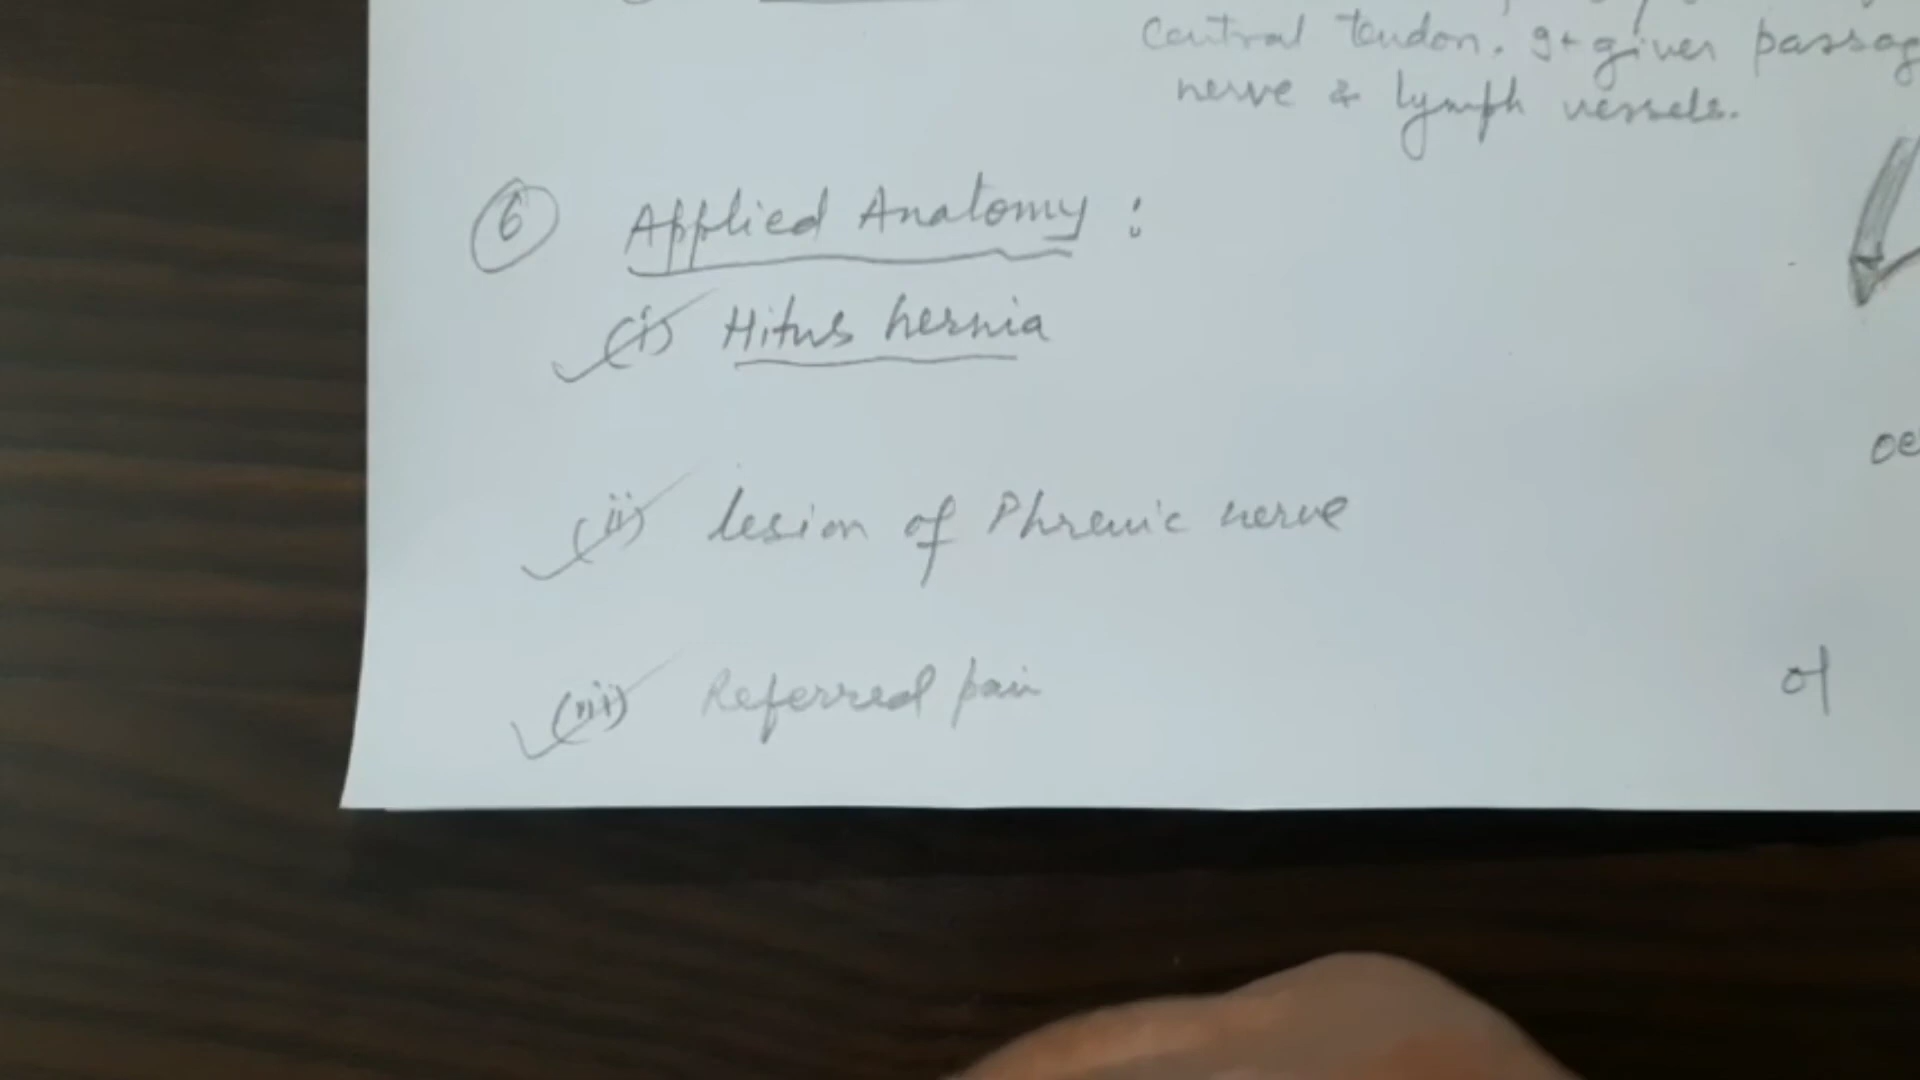 central tendon. gt gives passag
nerve & lymph vessels.
6 Applied Anatomy :
(i) Hitus hernia
oe
(ii) lesion of Phrenic nerve
of
(iii) Referred pain